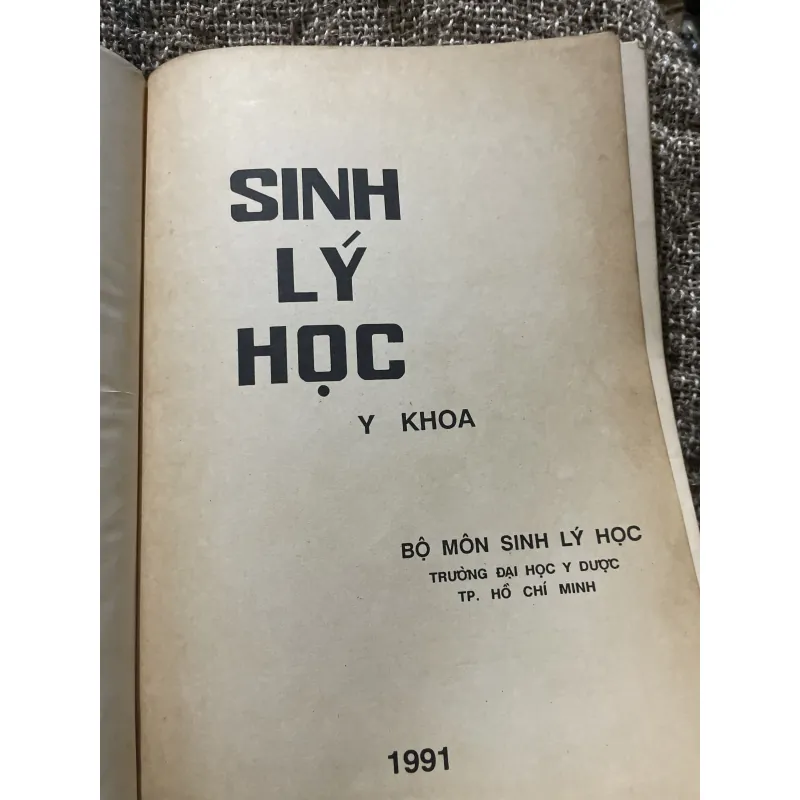 SINH
LÝ
HỌC
Y KHOA
BỘ MÔN SINH LÝ HỌC
TRƯỜNG ĐẠI HỌC Y DƯỢC
TP. HỒ CHÍ MINH
1991